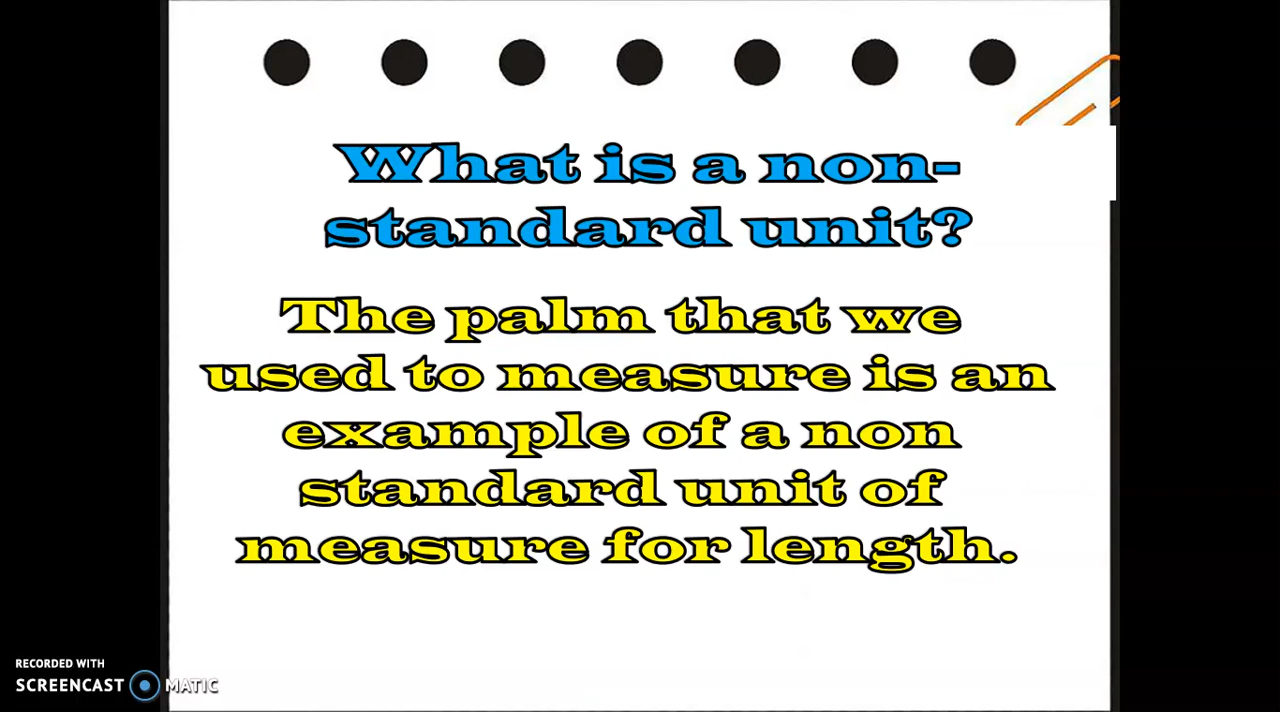 What is a non-
standard unit?
The palm that we
used to measure is an
example of a non
standard unit of
measure for length.
RECORDED WITH
SCREENCAST MATIC